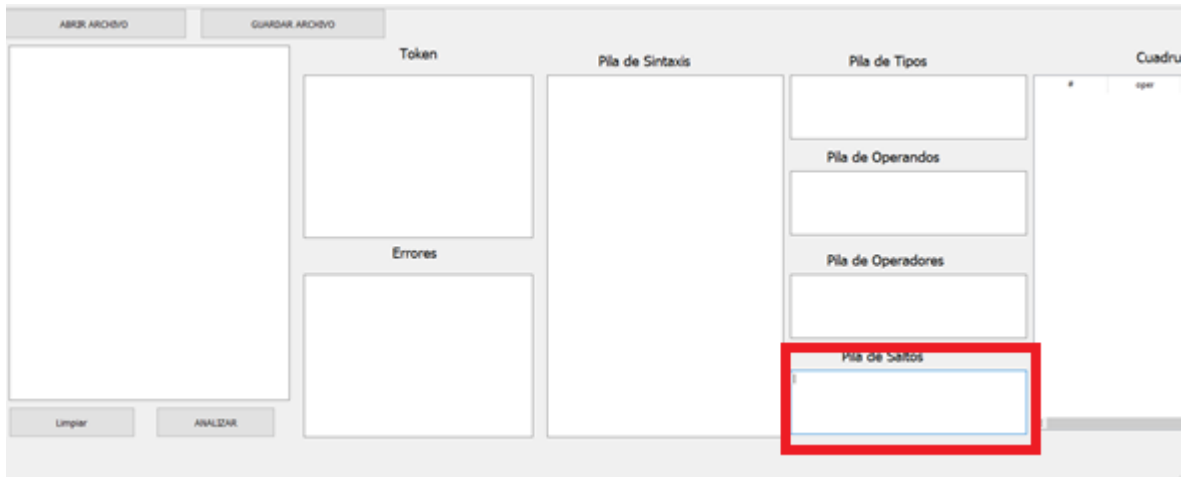 ABRIR ARCHIVO
GUARDAR ARCHIVO
Token
Pila de Sintaxis
Pila de Tipos
Cuadru
#
oper
Pila de Operandos
Errores
Pila de Operadores
Pila de Saltos
Limpiar
ANALIZAR